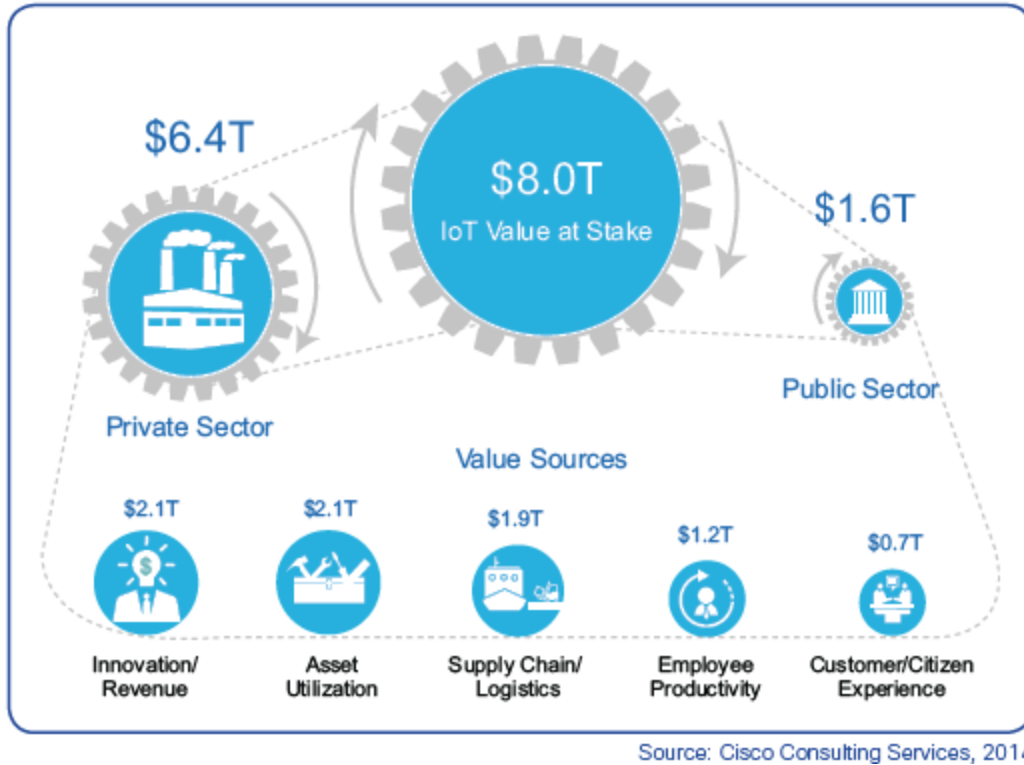 $6.4T
$8.0T
IoT Value at Stake
$1.6T
Private Sector
Public Sector
Value Sources
$2.1T
$2.1T
$1.9T
$1.2T
$0.7T
$
Innovation/
Revenue
Asset
Utilization
Supply Chain/
Logistics
Employee
Productivity
Customer/Citizen
Experience
Source: Cisco Consulting Services, 2014